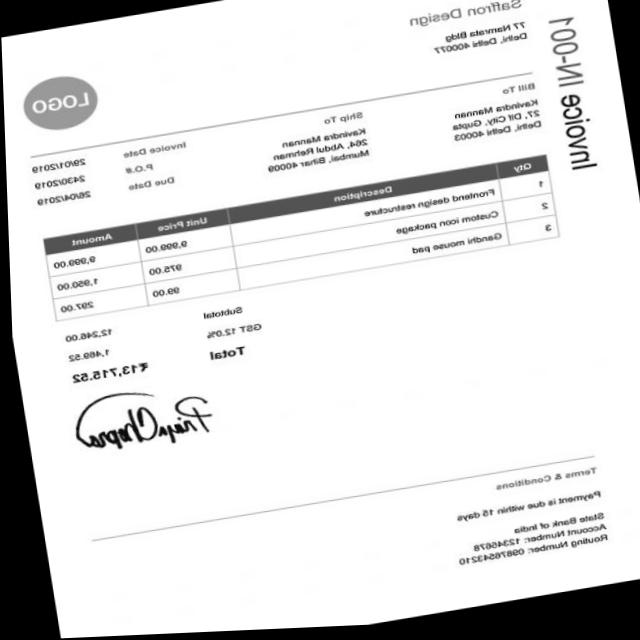 Saffron Design
77 Namrata Bldg
Delhi, Delhi 400077
Invoice IN-001
LOGO
Bill To
Kavindra Mannan
27, Dlf City, Gupta
Delhi, Delhi 40003
Ship To
Kavindra Mannan
264, Abdul Rehman
Mumbai, Bihar 40009
Invoice Date 29/01/2019
P.O.# 2430/2019
Due Date 26/04/2019
Qty Description Unit Price Amount
1 Frontend design restructure 9,999.00 9,999.00
2 Custom icon package 975.00 1,950.00
3 Gandhi mouse pad 99.00 297.00
Subtotal 12,246.00
GST 12.0% 1,469.52
Total ₹13,715.52
Priya Chopra
Terms & Conditions
Payment is due within 15 days
State Bank of India
Account Number: 12345678
Routing Number: 09876543210